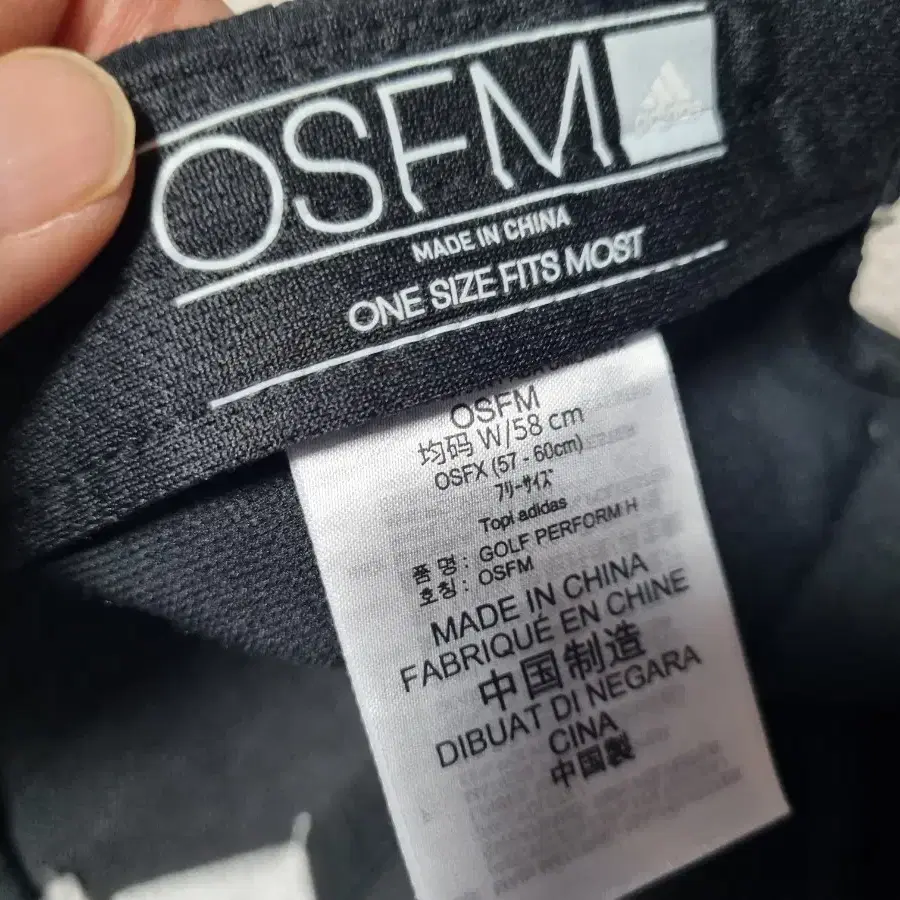 OSFM
adidas
MADE IN CHINA
ONE SIZE FITS MOST
OSFM
均码 W/58 cm
OSFX (57 - 60cm)
フリーサイズ
Topi adidas
품 명 : GOLF PERFORM H
호칭 : OSFM
MADE IN CHINA
FABRIQUÉ EN CHINE
中国制造
DIBUAT DI NEGARA
CINA
中国製